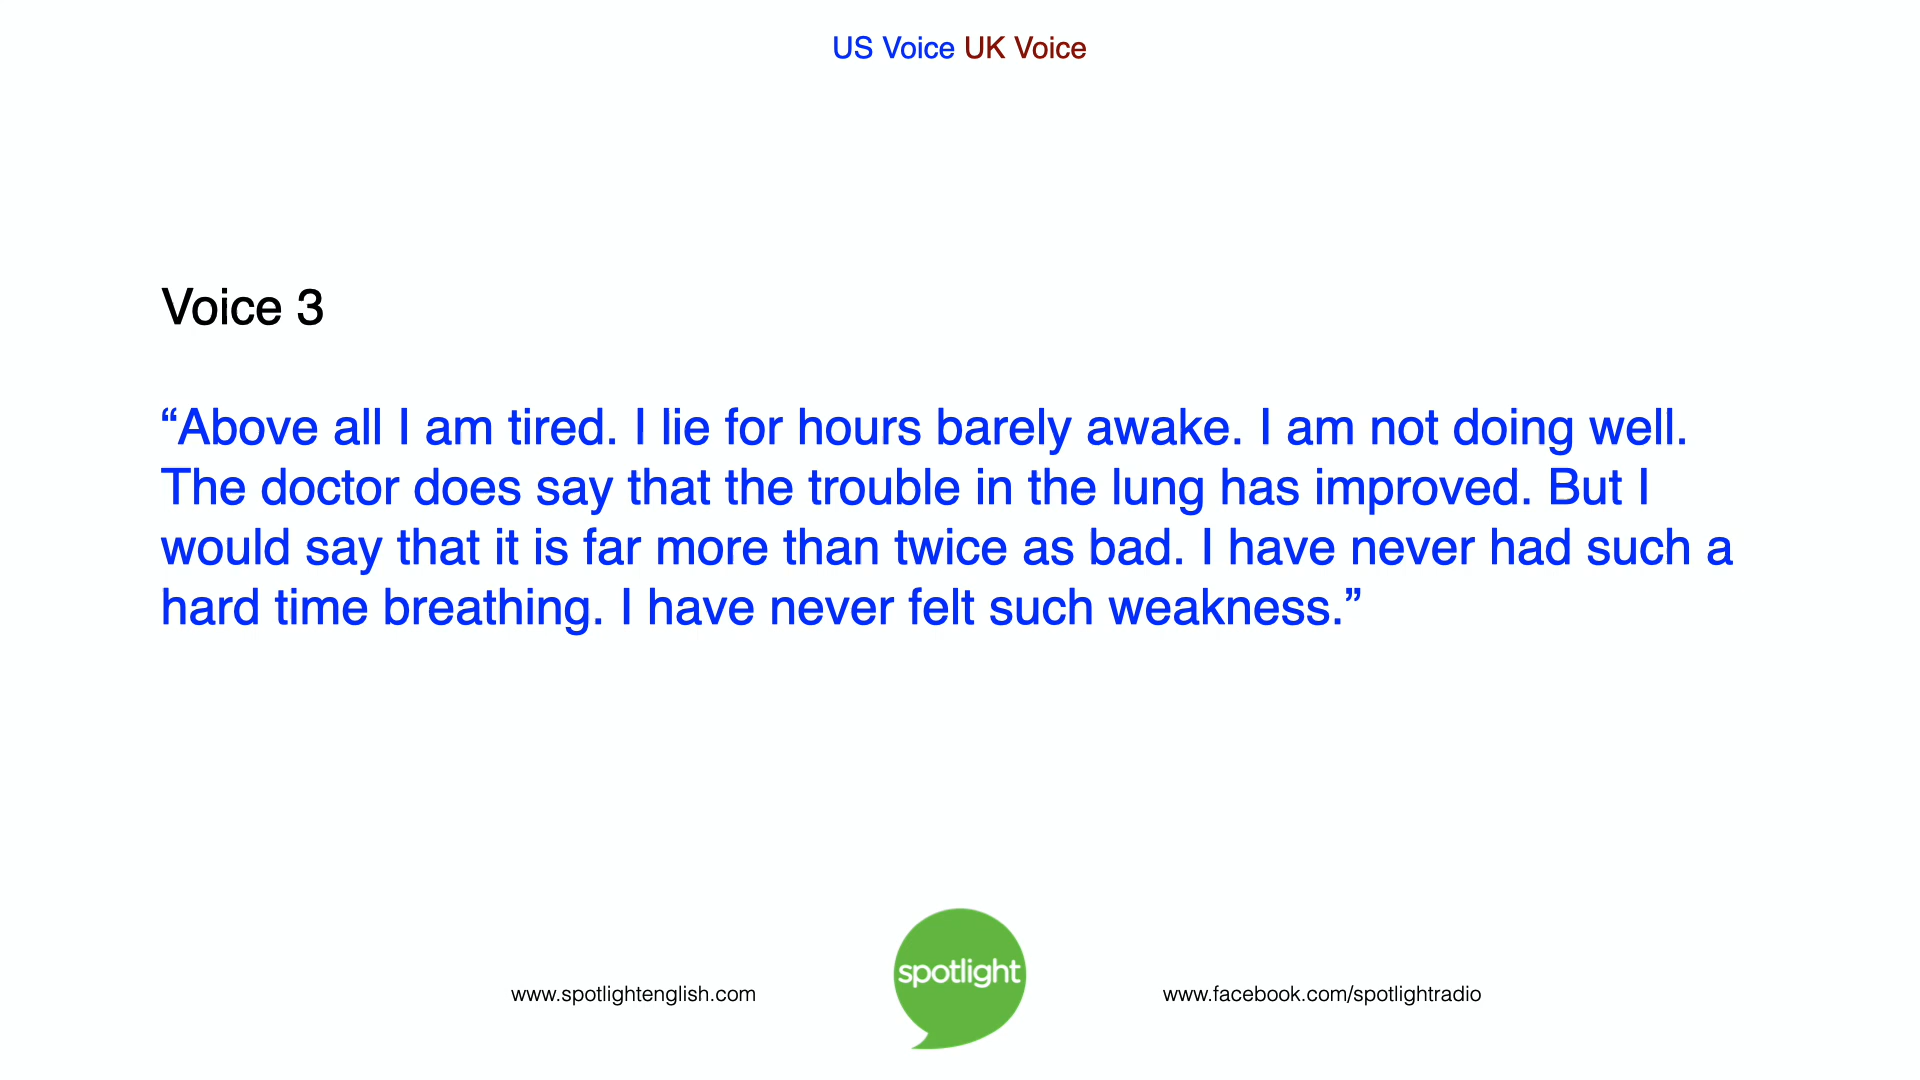 US Voice UK Voice
Voice 3
“Above all I am tired. I lie for hours barely awake. I am not doing well.
The doctor does say that the trouble in the lung has improved. But I
would say that it is far more than twice as bad. I have never had such a
hard time breathing. I have never felt such weakness.”
spotlight
www.spotlightenglish.com
www.facebook.com/spotlightradio